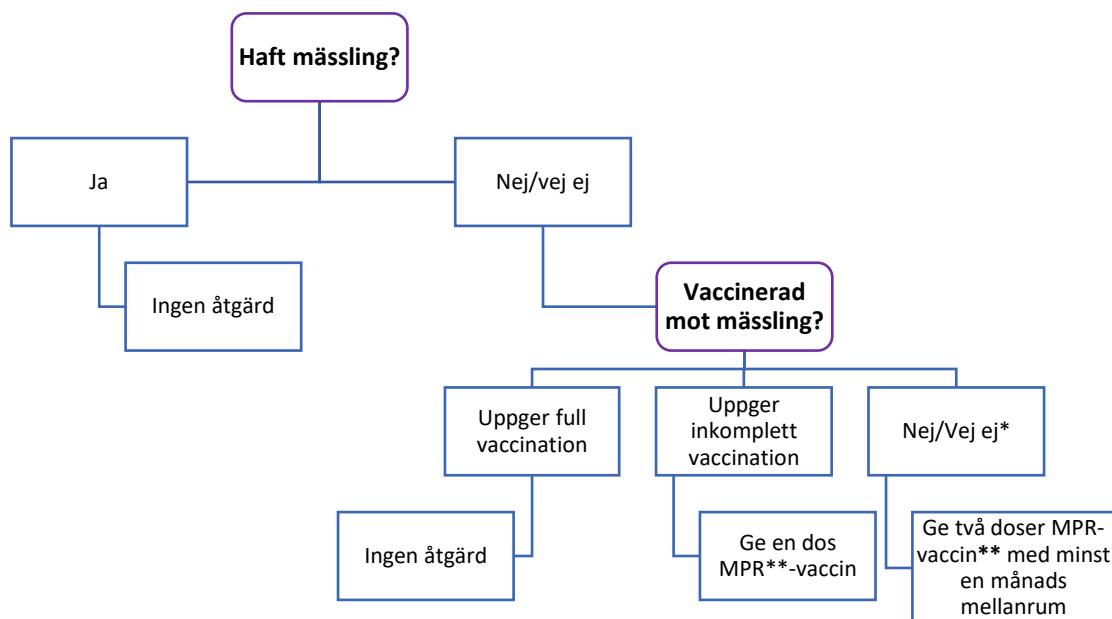 Haft mässling?
Ja
Nej/vej ej
Ingen åtgärd
Vaccinerad
mot mässling?
Uppger full
vaccination
Uppger
inkomplett
vaccination
Nej/Vej ej*
Ingen åtgärd
Ge en dos
MPR**-vaccin
Ge två doser MPR-
vaccin** med minst
en månads
mellanrum